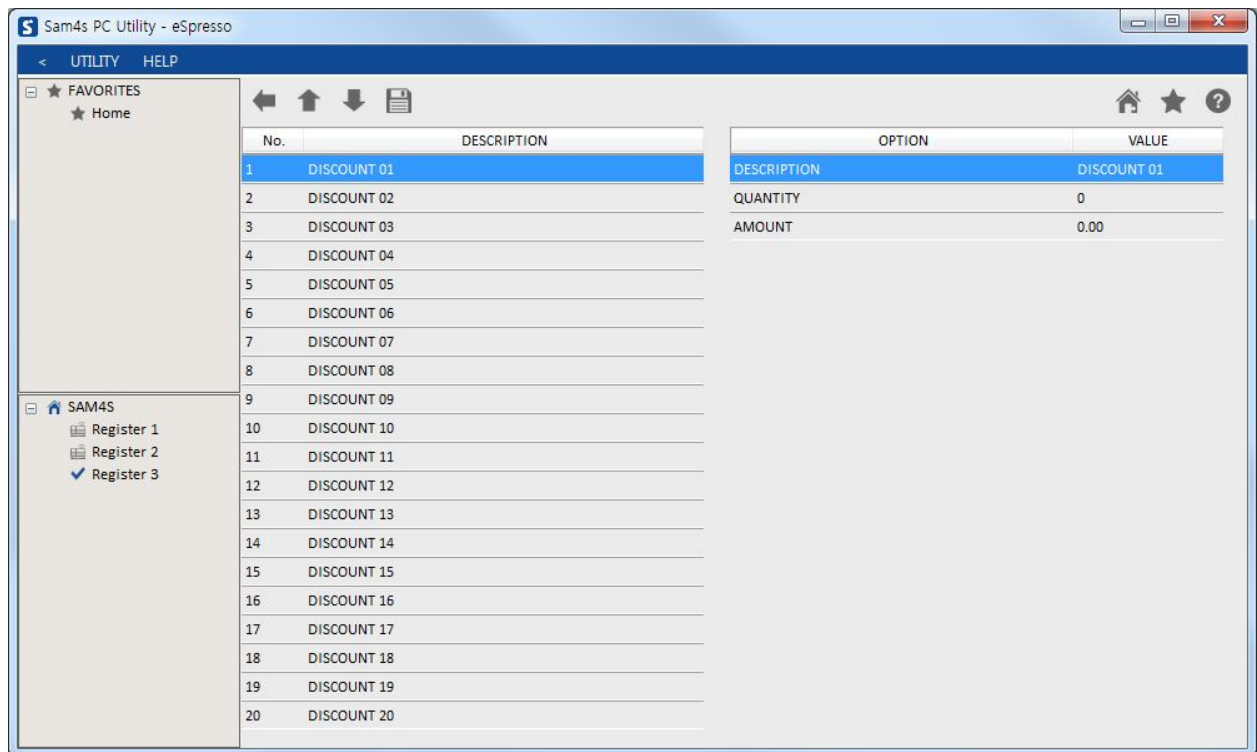 Sam4s PC Utility - eSpresso
< UTILITY HELP
FAVORITES
Home
SAM4S
Register 1
Register 2
Register 3
No. DESCRIPTION
1 DISCOUNT 01
2 DISCOUNT 02
3 DISCOUNT 03
4 DISCOUNT 04
5 DISCOUNT 05
6 DISCOUNT 06
7 DISCOUNT 07
8 DISCOUNT 08
9 DISCOUNT 09
10 DISCOUNT 10
11 DISCOUNT 11
12 DISCOUNT 12
13 DISCOUNT 13
14 DISCOUNT 14
15 DISCOUNT 15
16 DISCOUNT 16
17 DISCOUNT 17
18 DISCOUNT 18
19 DISCOUNT 19
20 DISCOUNT 20
OPTION VALUE
DESCRIPTION DISCOUNT 01
QUANTITY 0
AMOUNT 0.00